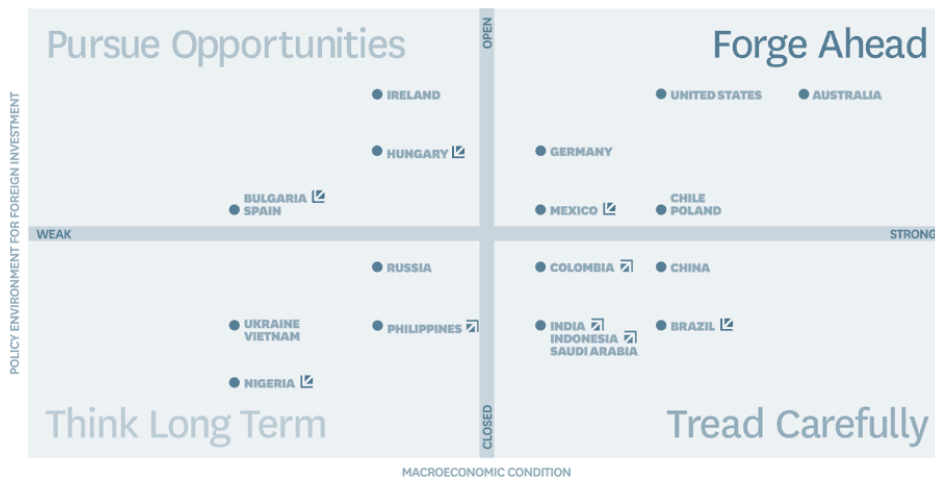 Pursue Opportunities
OPEN
Forge Ahead
IRELAND
UNITED STATES
AUSTRALIA
HUNGARY
GERMANY
BULGARIA
SPAIN
MEXICO
CHILE
POLAND
WEAK
STRONG
RUSSIA
COLOMBIA
CHINA
UKRAINE
VIETNAM
PHILIPPINES
INDIA
INDONESIA
SAUDI ARABIA
BRAZIL
NIGERIA
Think Long Term
CLOSED
Tread Carefully
POLICY ENVIRONMENT FOR FOREIGN INVESTMENT
MACROECONOMIC CONDITION